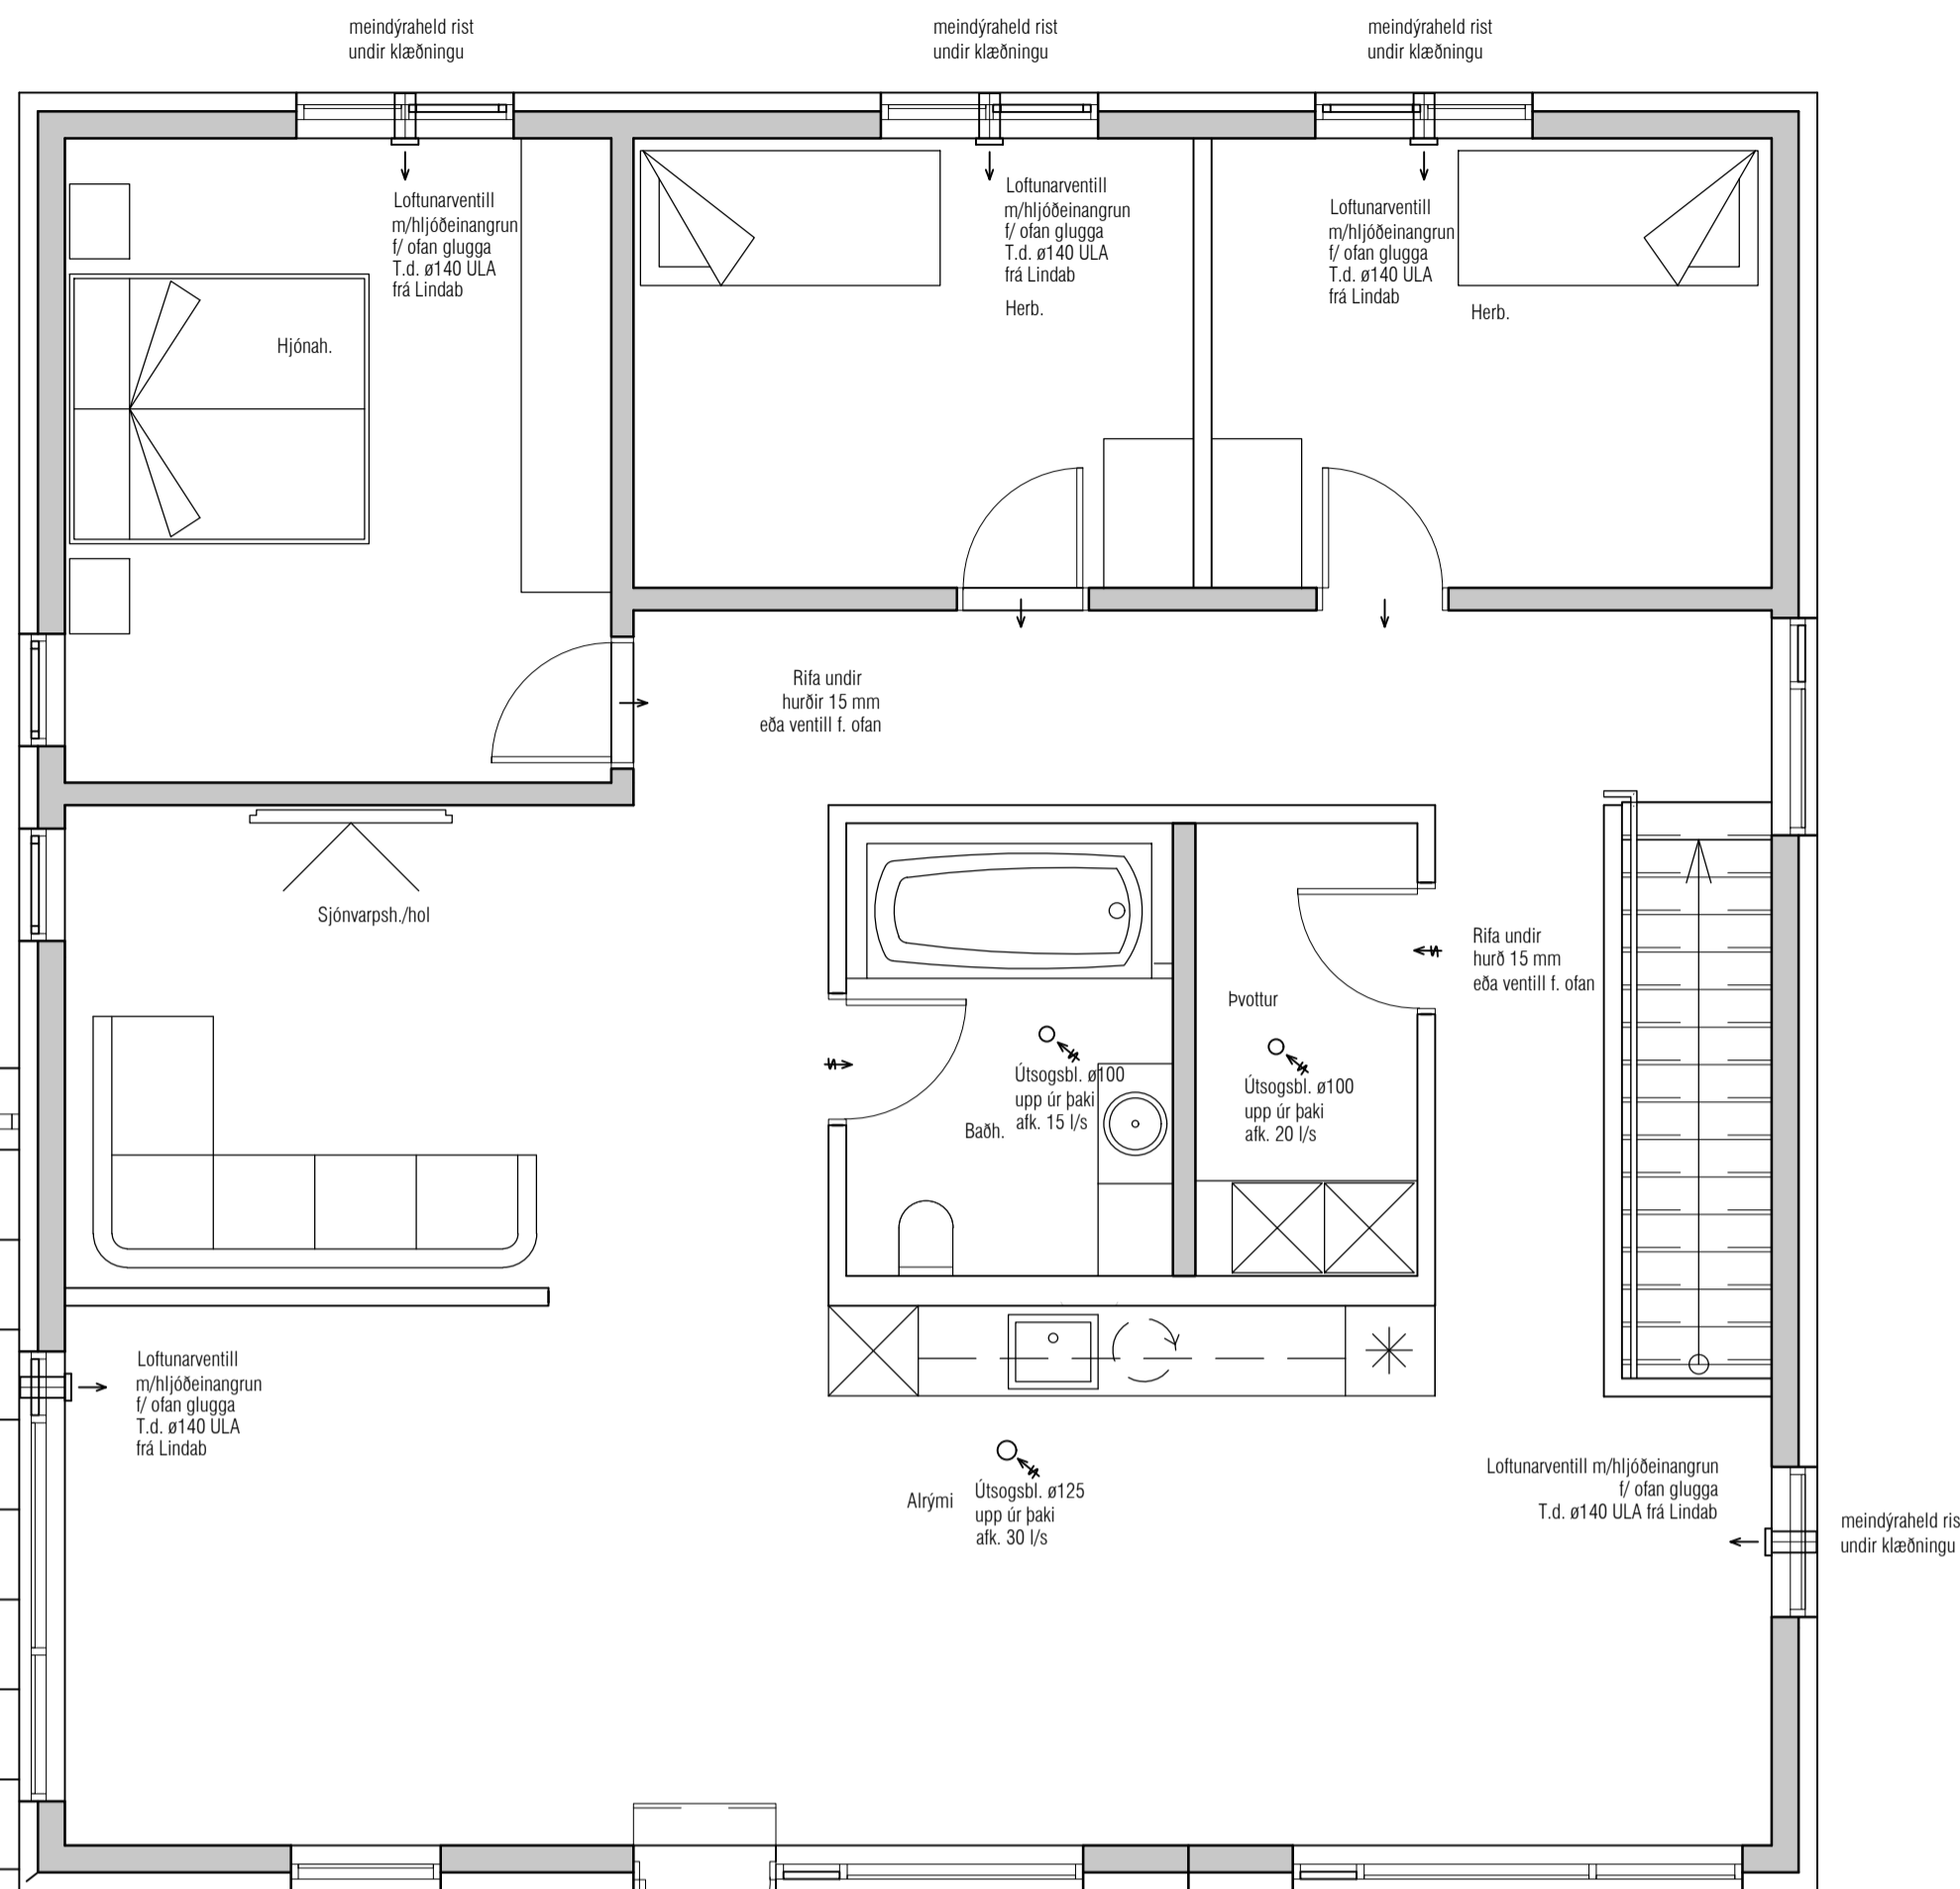 meindýraheld rist
undir klæðningu
meindýraheld rist
undir klæðningu
meindýraheld rist
undir klæðningu
Loftunarventill
m/hljóðeinangrun
f/ ofan glugga
T.d. ø140 ULA
frá Lindab
Loftunarventill
m/hljóðeinangrun
f/ ofan glugga
T.d. ø140 ULA
frá Lindab
Herb.
Loftunarventill
m/hljóðeinangrun
f/ ofan glugga
T.d. ø140 ULA
frá Lindab
Herb.
Hjónah.
Rifa undir
hurðir 15 mm
eða ventill f. ofan
Sjónvarpsh./hol
Rifa undir
hurð 15 mm
eða ventill f. ofan
Þvottur
Útsogsbl. ø100
upp úr þaki
afk. 15 l/s
Baðh.
Útsogsbl. ø100
upp úr þaki
afk. 20 l/s
Loftunarventill
m/hljóðeinangrun
f/ ofan glugga
T.d. ø140 ULA
frá Lindab
Alrými
Útsogsbl. ø125
upp úr þaki
afk. 30 l/s
Loftunarventill m/hljóðeinangrun
f/ ofan glugga
T.d. ø140 ULA frá Lindab
meindýraheld ris
undir klæðningu